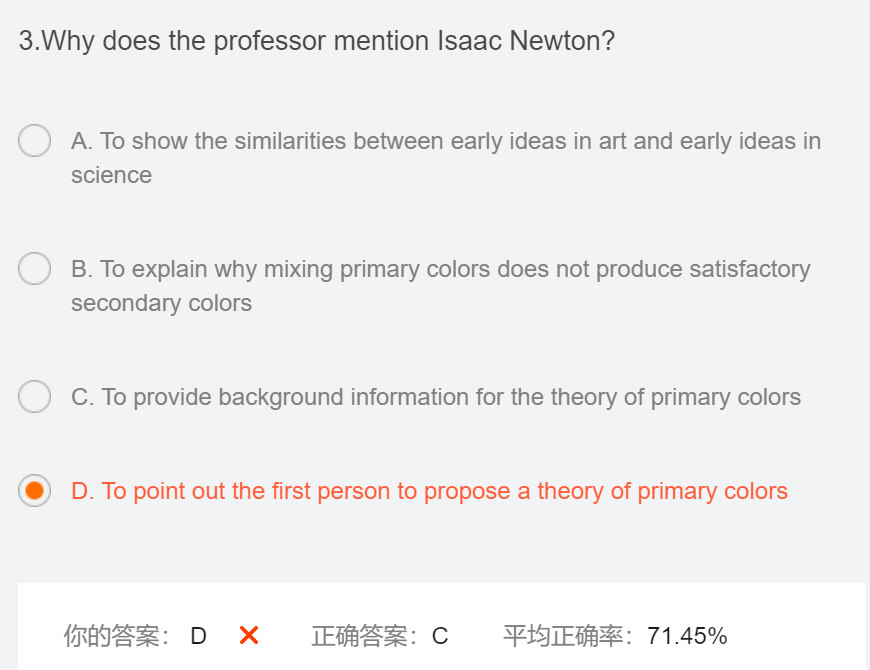 3.Why does the professor mention Isaac Newton?
A. To show the similarities between early ideas in art and early ideas in
science
B. To explain why mixing primary colors does not produce satisfactory
secondary colors
C. To provide background information for the theory of primary colors
D. To point out the first person to propose a theory of primary colors
你的答案： D ✕ 正确答案： C 平均正确率： 71.45%